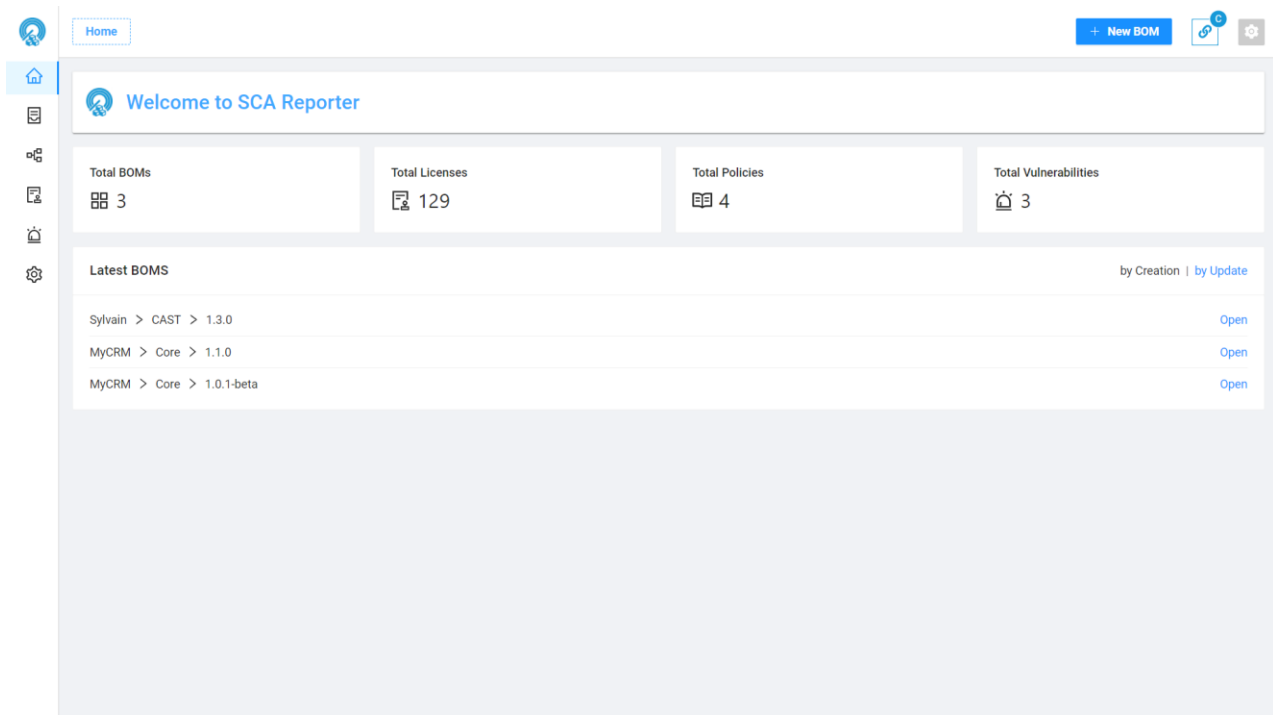 Home
+ New BOM
C
Welcome to SCA Reporter
Total BOMs
3
Total Licenses
129
Total Policies
4
Total Vulnerabilities
3
Latest BOMS
by Creation | by Update
Sylvain > CAST > 1.3.0 Open
MyCRM > Core > 1.1.0 Open
MyCRM > Core > 1.0.1-beta Open